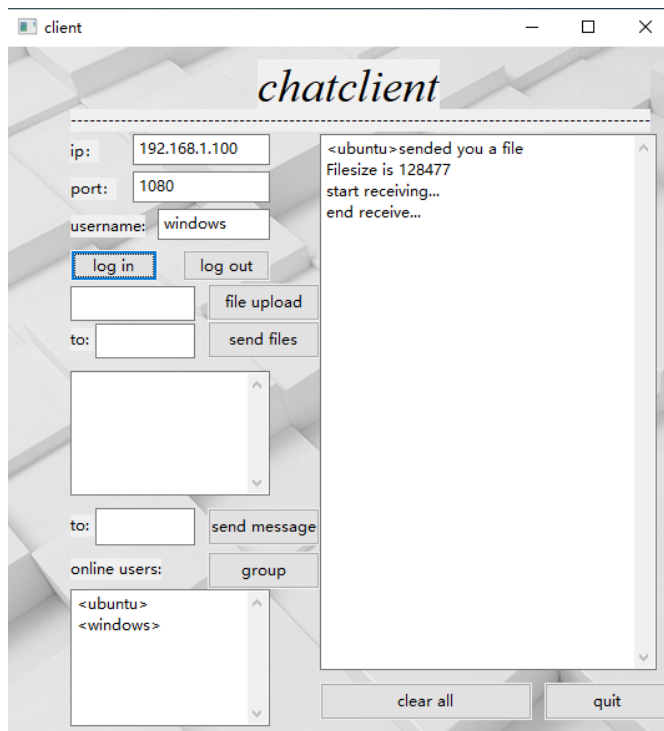 client
chatclient
ip:
192.168.1.100
port:
1080
username:
windows
log in
log out
file upload
to:
send files
to:
send message
online users:
group
<ubuntu>
<windows>
<ubuntu>sended you a file
Filesize is 128477
start receiving...
end receive...
clear all
quit